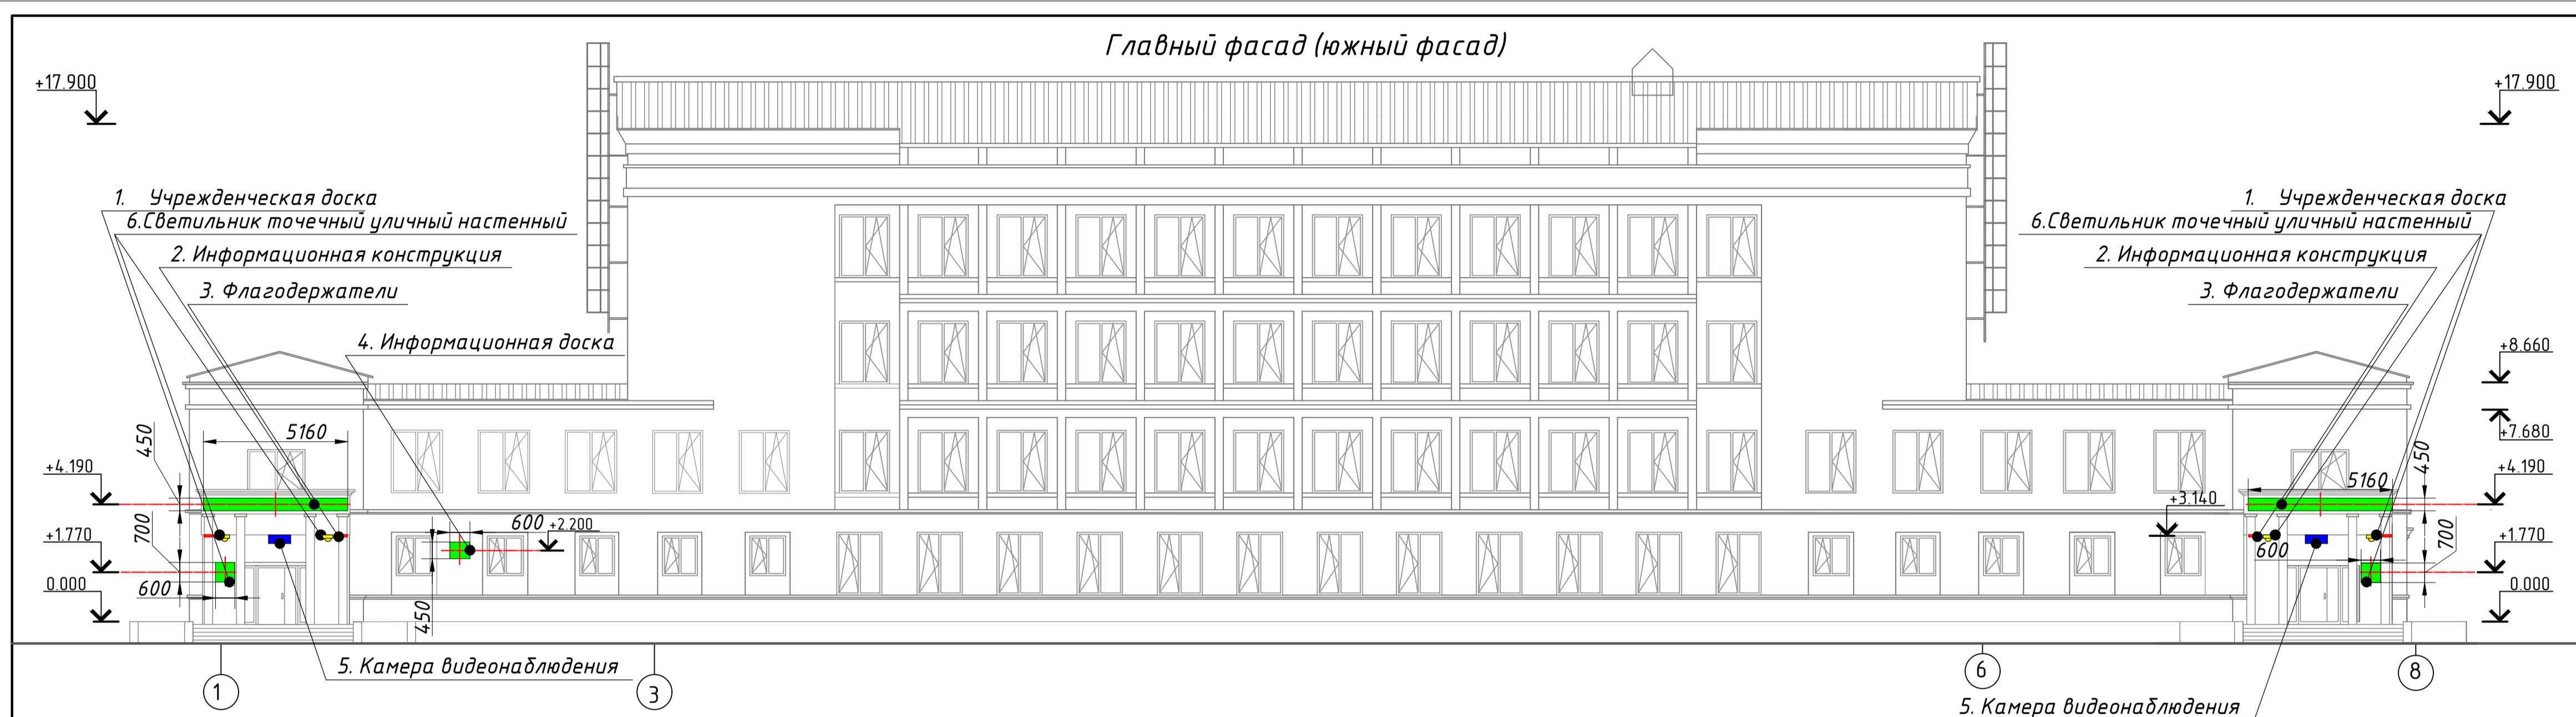 Главный фасад (южный фасад)
+17.900
+17.900
1. Учрежденческая доска
6.Светильник точечный уличный настенный
2. Информационная конструкция
3. Флагодержатели
4. Информационная доска
1. Учрежденческая доска
6.Светильник точечный уличный настенный
2. Информационная конструкция
3. Флагодержатели
+8.660
+7.680
450
5160
+4.190
700
+1.770
0.000
600
600
+2.200
450
+3.140
5160
450
+4.190
600
700
+1.770
0.000
5. Камера видеонаблюдения
5. Камера видеонаблюдения
1
3
6
8